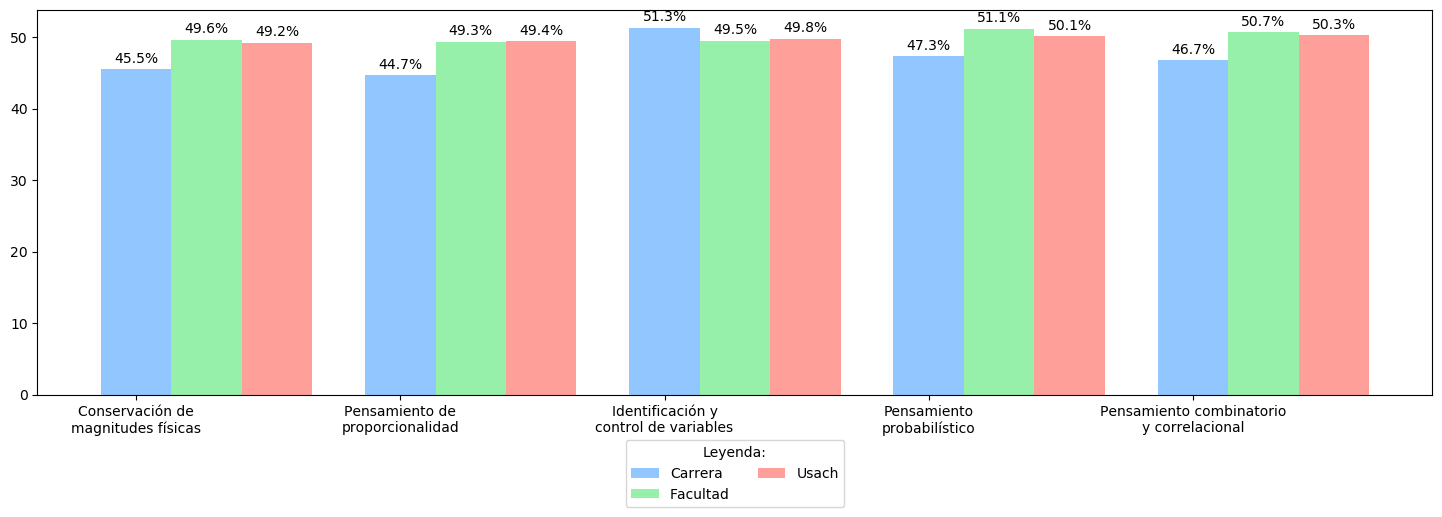 51.3%
51.1%
50.7%
50.3%
50.1%
49.8%
49.6%
49.5%
49.4%
49.3%
49.2%
47.3%
46.7%
45.5%
44.7%
50
40
30
20
10
0
Conservación de
magnitudes físicas
Pensamiento de
proporcionalidad
Identificación y
control de variables
Pensamiento
probabilístico
Pensamiento combinatorio
y correlacional
Leyenda:
Carrera
Facultad
Usach